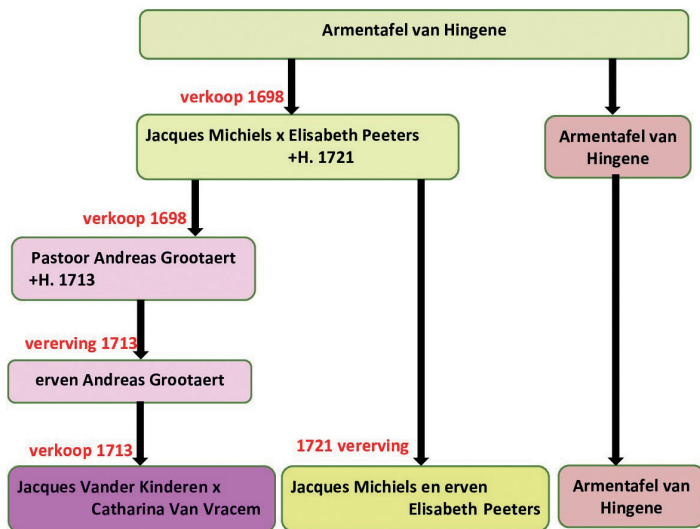 Armentafel van Hingene
verkoop 1698
Jacques Michiels x Elisabeth Peeters
+H. 1721
Armentafel van
Hingene
verkoop 1698
Pastoor Andreas Grootaert
+H. 1713
vererving 1713
erven Andreas Grootaert
verkoop 1713
1721 vererving
Jacques Vander Kinderen x
Catharina Van Vracem
Jacques Michiels en erven
Elisabeth Peeters
Armentafel van
Hingene